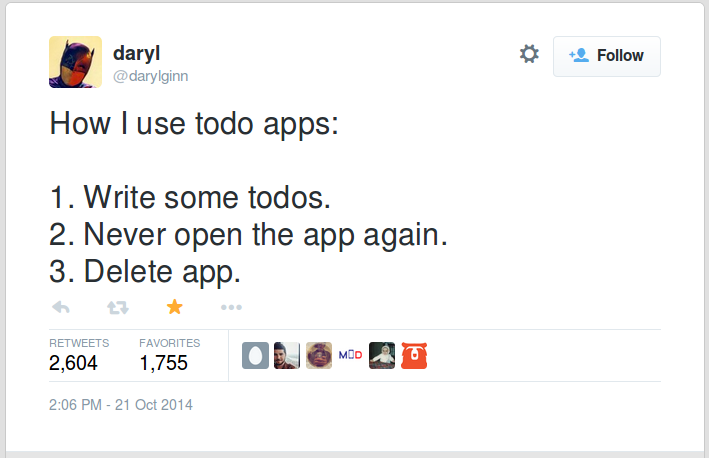 daryl
@darylginn
Follow
How I use todo apps:
1. Write some todos.
2. Never open the app again.
3. Delete app.
RETWEETS FAVORITES
2,604 1,755
2:06 PM - 21 Oct 2014